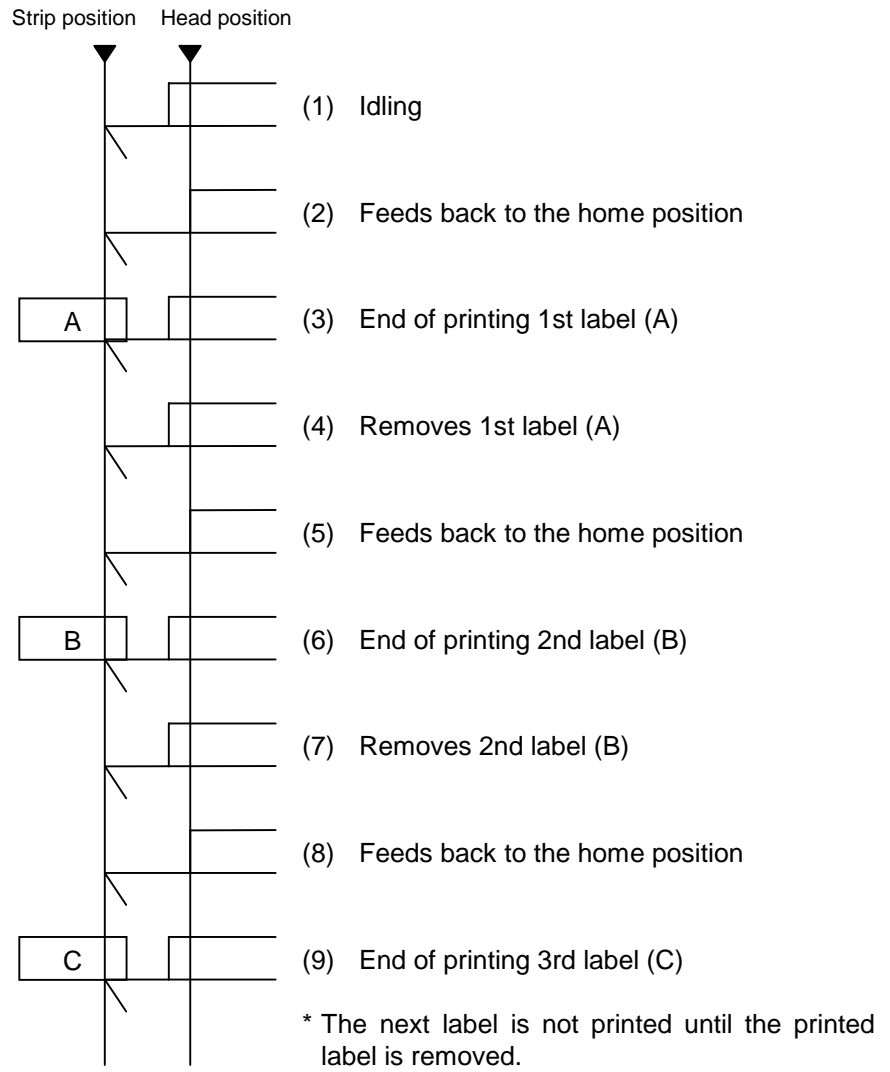 Strip position Head position
(1) Idling
(2) Feeds back to the home position
A
(3) End of printing 1st label (A)
(4) Removes 1st label (A)
(5) Feeds back to the home position
B
(6) End of printing 2nd label (B)
(7) Removes 2nd label (B)
(8) Feeds back to the home position
C
(9) End of printing 3rd label (C)
* The next label is not printed until the printed
label is removed.